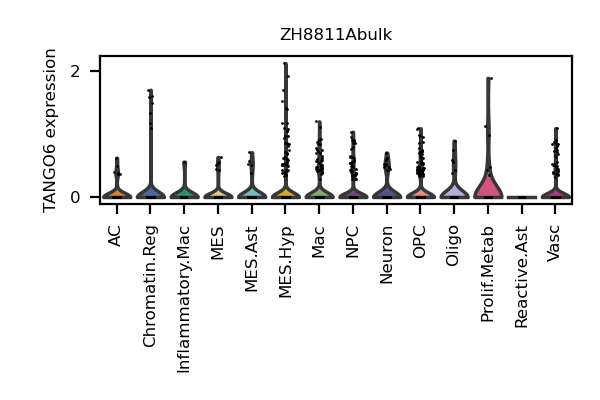 ZH8811Abulk
TANGO6 expression
2
0
AC
Chromatin.Reg
Inflammatory.Mac
MES
MES.Ast
MES.Hyp
Mac
NPC
Neuron
OPC
Oligo
Prolif.Metab
Reactive.Ast
Vasc